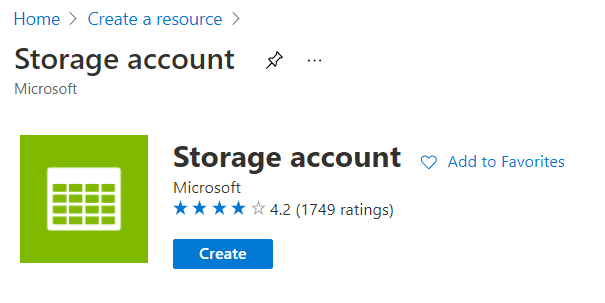 Home > Create a resource >
Storage account ...
Microsoft
Storage account
Add to Favorites
Microsoft
4.2 (1749 ratings)
Create